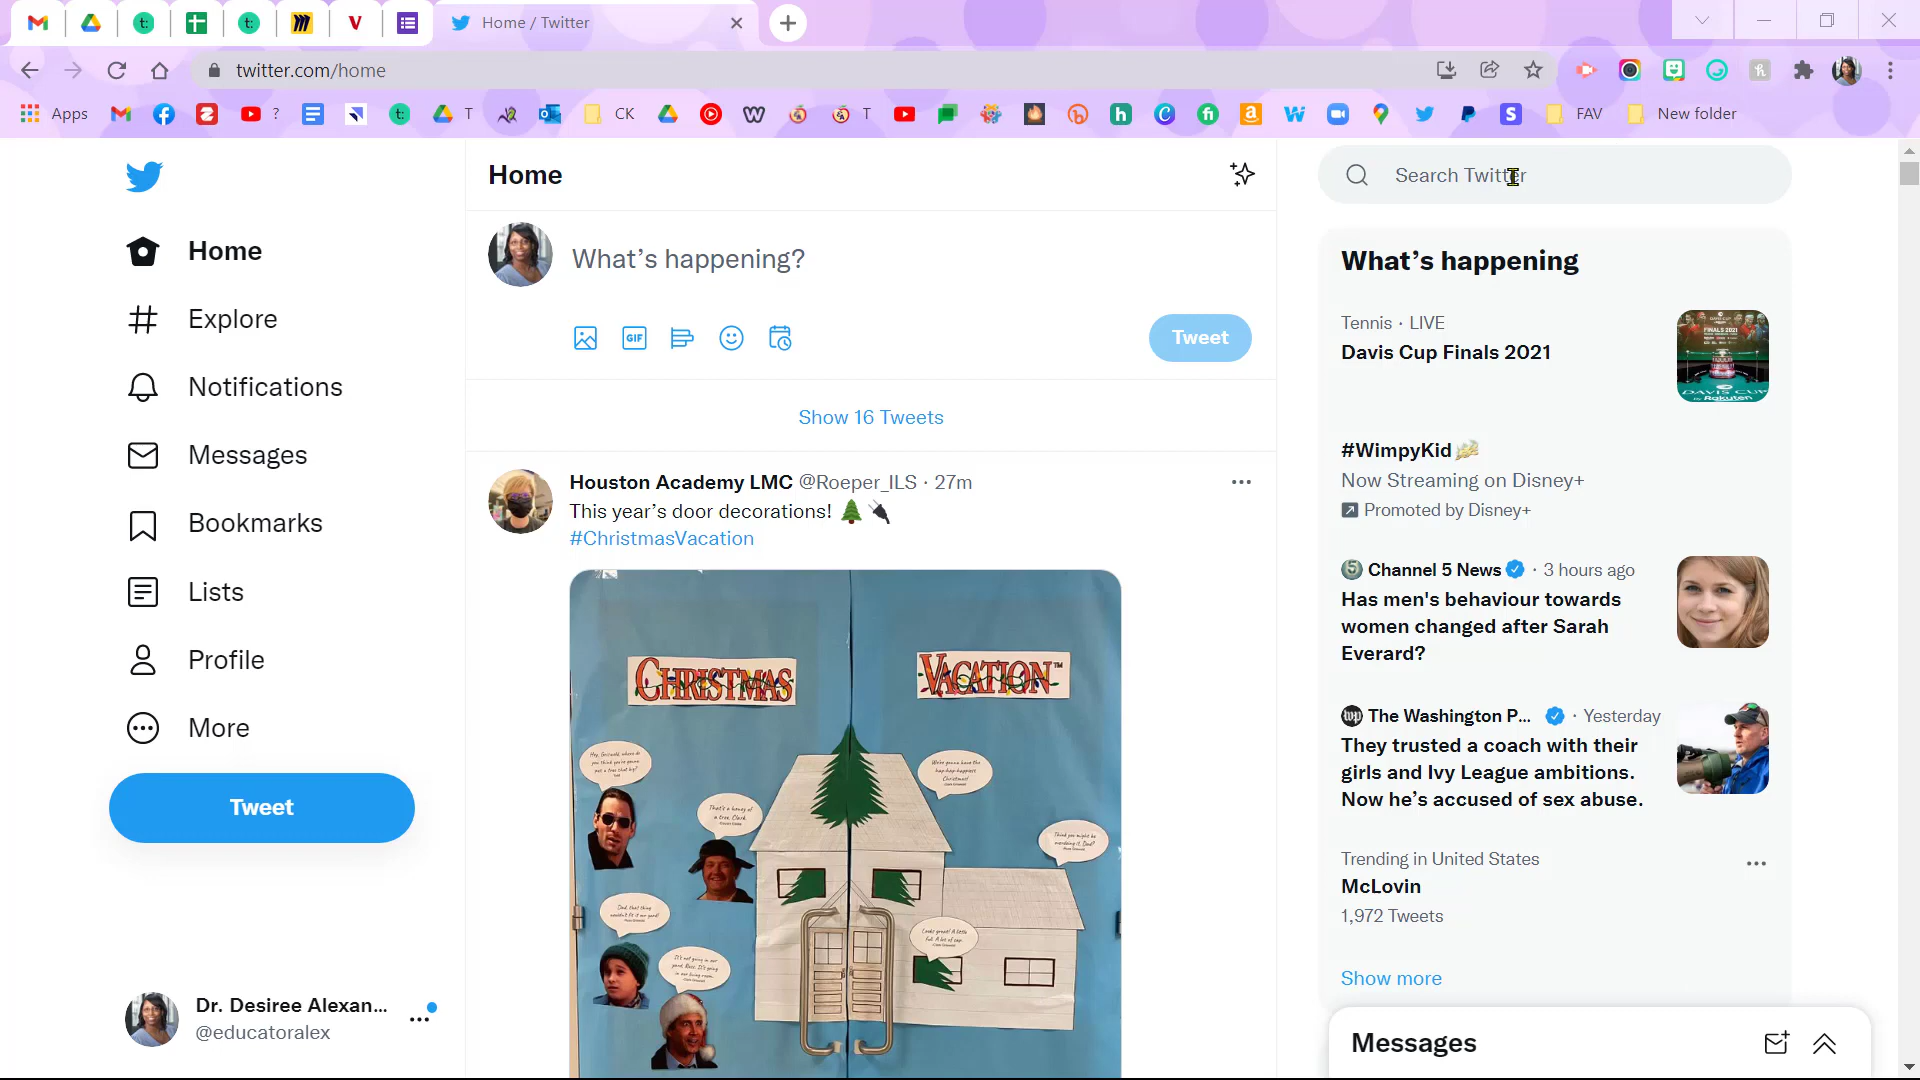 Home / Twitter
twitter.com/home
Apps
?
T
CK
T
FAV
New folder
Home
Explore
Notifications
Messages
Bookmarks
Lists
Profile
More
Tweet
Dr. Desiree Alexan...
@educatoralex
Home
What's happening?
GIF
Tweet
Show 16 Tweets
Houston Academy LMC @Roeper_ILS · 27m
This year's door decorations!
#ChristmasVacation
CHRISTMAS
VACATION™
Search Twitter
What's happening
Tennis · LIVE
Davis Cup Finals 2021
#WimpyKid
Now Streaming on Disney+
Promoted by Disney+
Channel 5 News · 3 hours ago
Has men's behaviour towards
women changed after Sarah
Everard?
The Washington P... · Yesterday
They trusted a coach with their
girls and Ivy League ambitions.
Now he's accused of sex abuse.
Trending in United States
McLovin
1,972 Tweets
Show more
Messages